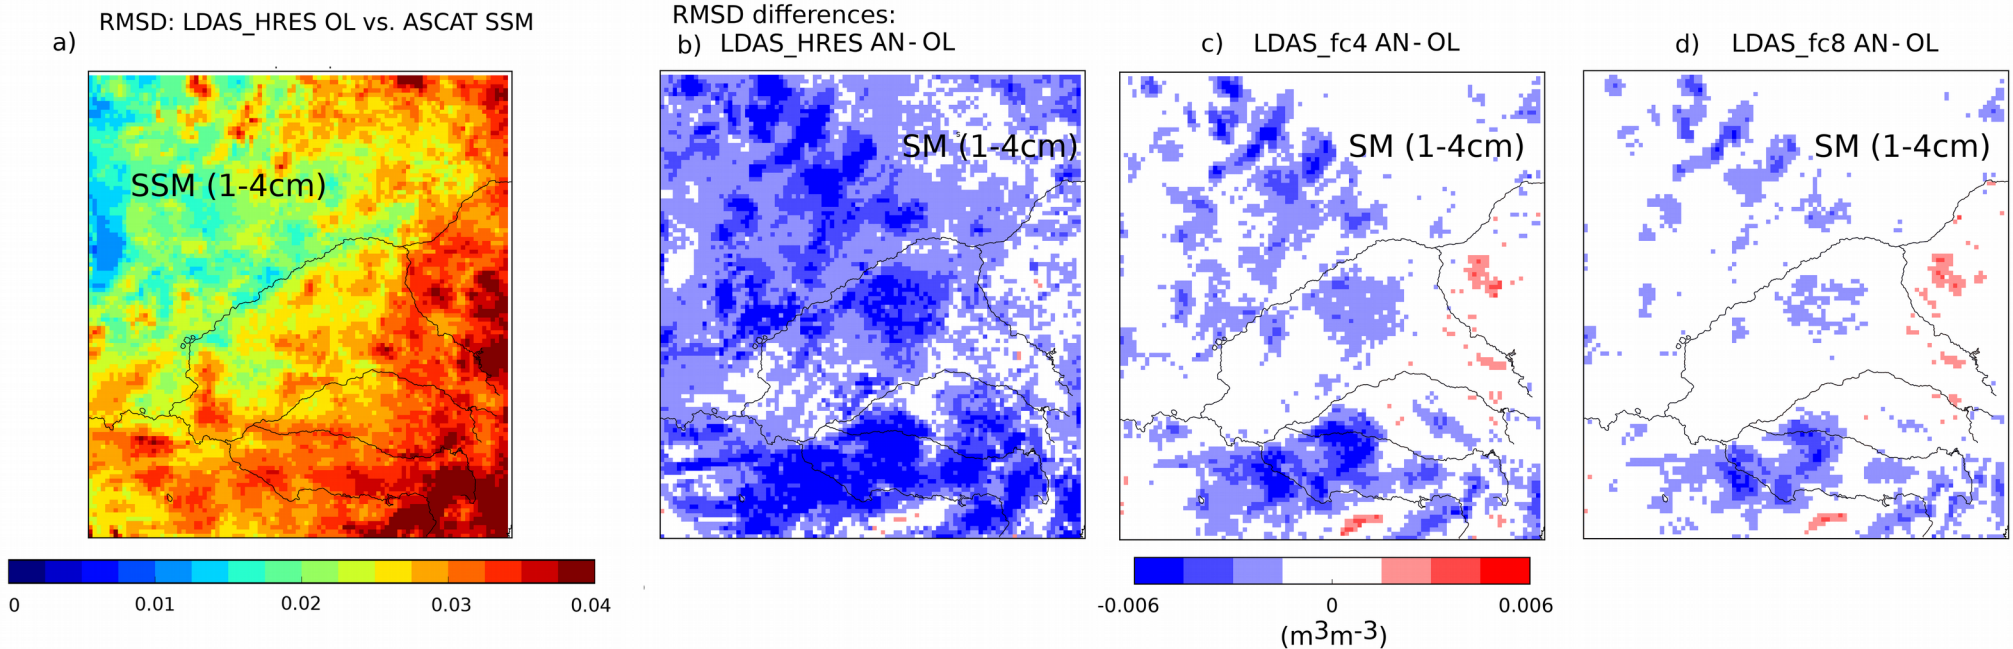 RMSD: LDAS_HRES OL vs. ASCAT SSM
a)
SSM (1-4cm)
0 0.01 0.02 0.03 0.04
RMSD differences:
b) LDAS_HRES AN-OL
SM (1-4cm)
c) LDAS_fc4 AN-OL
SM (1-4cm)
-0.006 0 0.006
(m3m-3)
d) LDAS_fc8 AN-OL
SM (1-4cm)